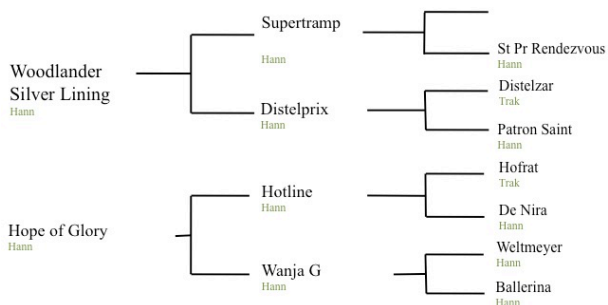 Supertramp
Hann
St Pr Rendezvous
Hann
Woodlander
Silver Lining
Hann
Distelzar
Trak
Distelprix
Hann
Patron Saint
Hann
Hofrat
Trak
Hotline
Hann
De Nira
Hann
Hope of Glory
Hann
Weltmeyer
Hann
Wanja G
Hann
Ballerina
Hann